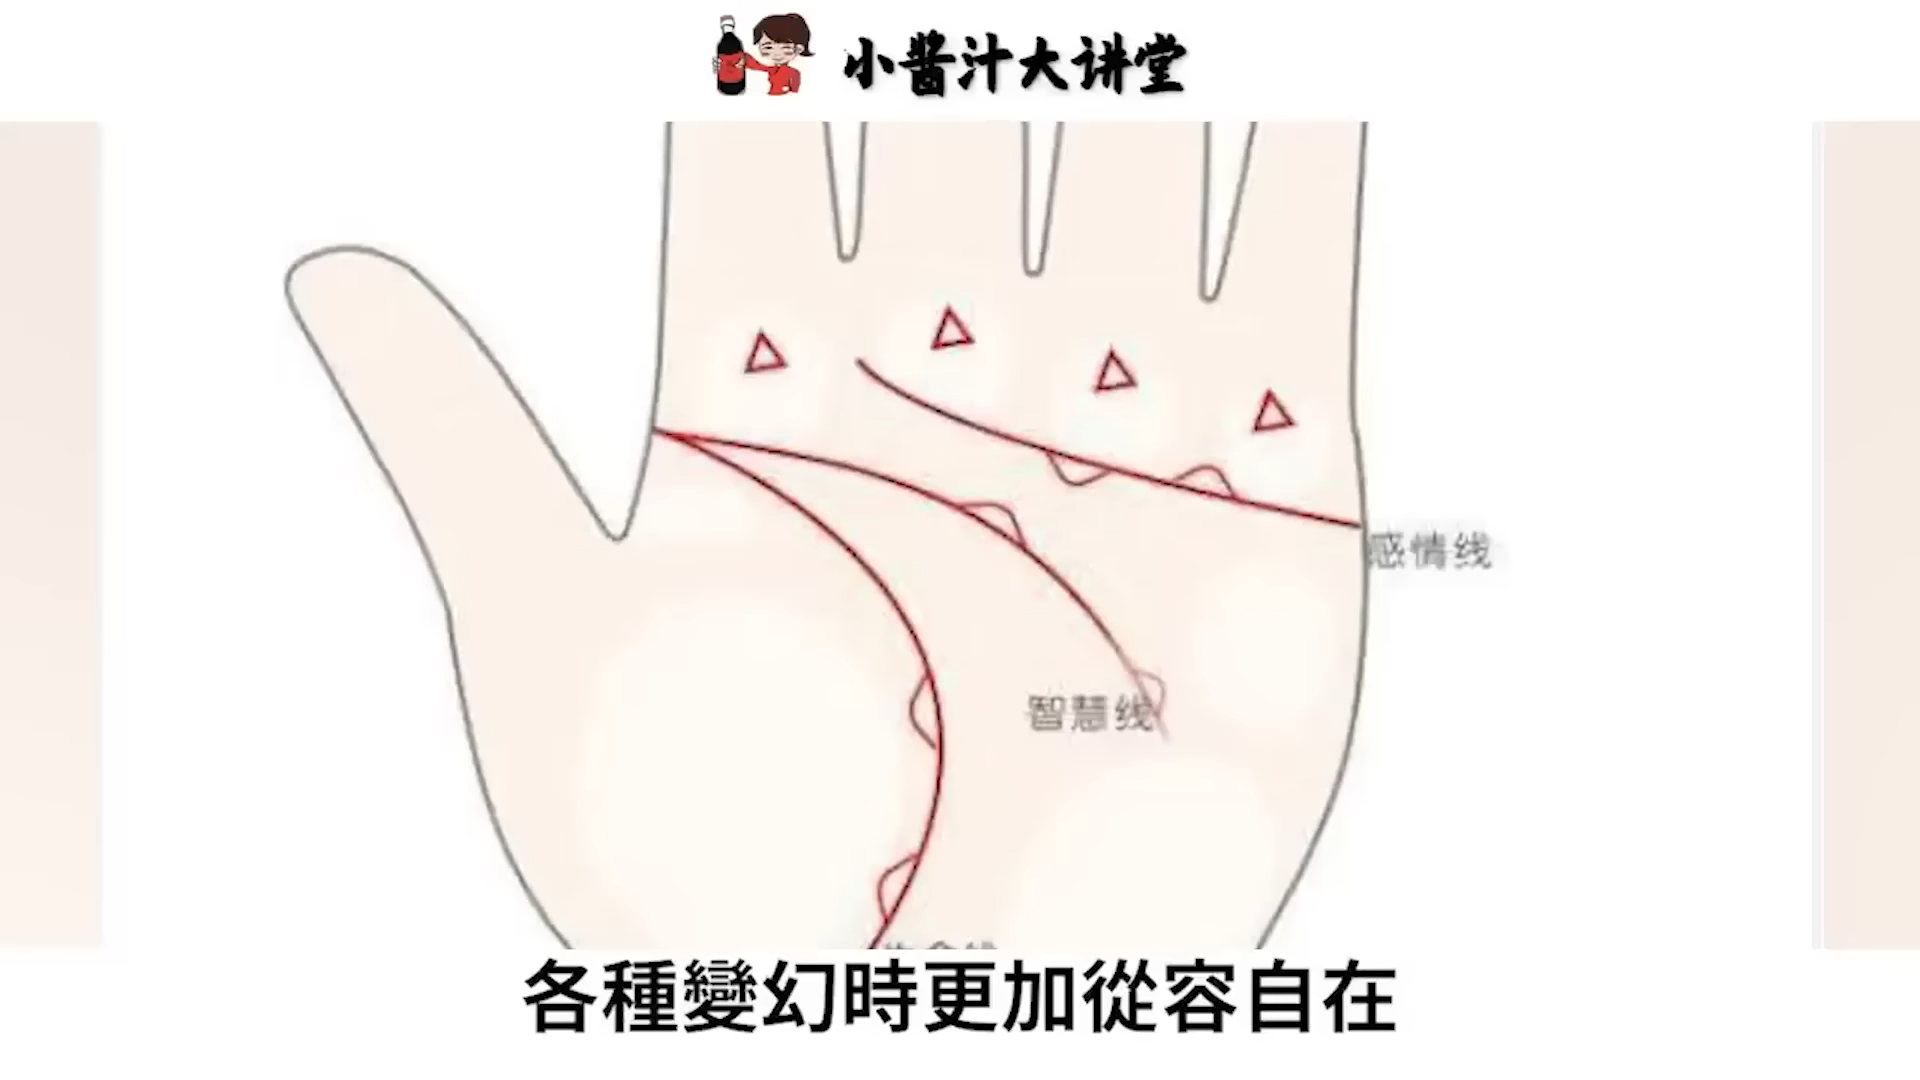 小酱汁大讲堂
感情线
智慧线
各種變幻時更加從容自在